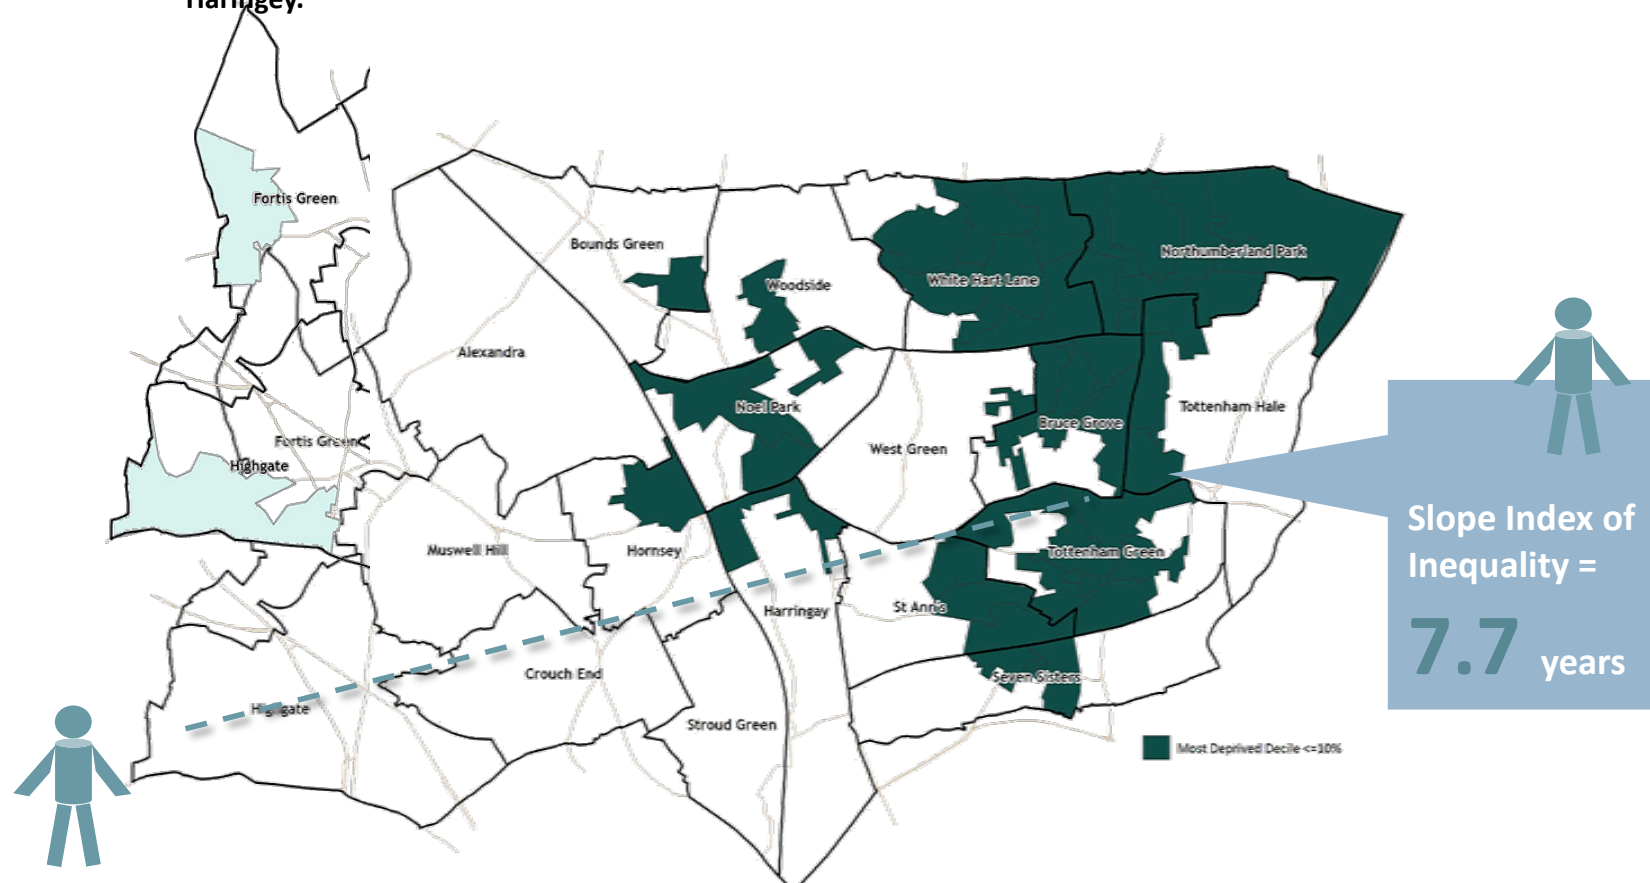 Haringey.
Fortis Green
Bounds Green
Woodside
White Hart Lane
Northumberland Park
Alexandra
Noel Park
Bruce Grove
Tottenham Hale
Fortis Green
Highgate
West Green
Muswell Hill
Hornsey
Tottenham Green
Harringay
St Ann's
Crouch End
Seven Sisters
Highgate
Stroud Green
Most Deprived Decile <=10%
Slope Index of
Inequality =
7.7 years